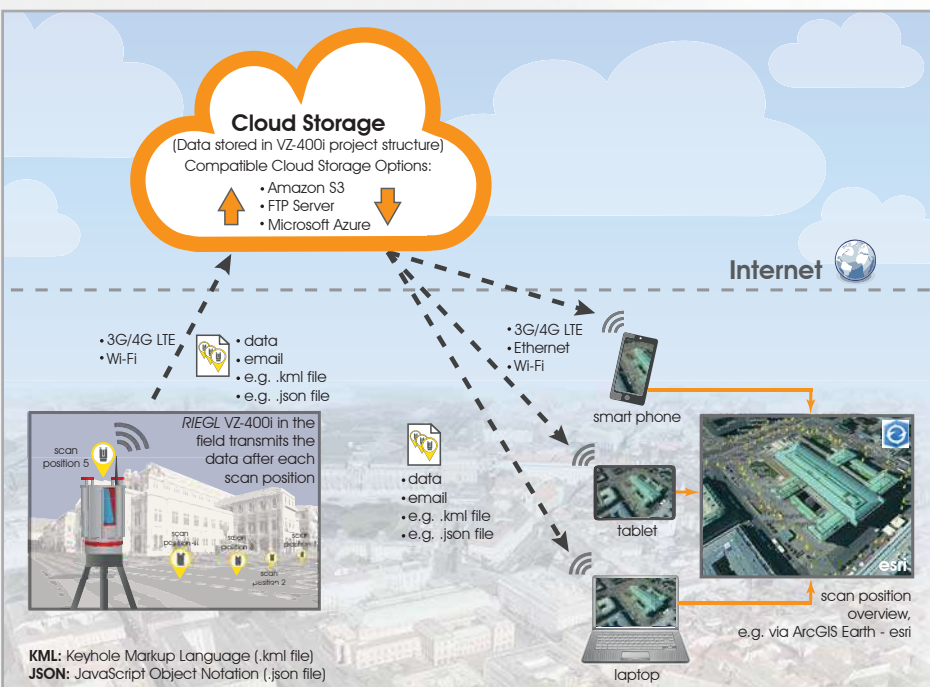 Cloud Storage
(Data stored in VZ-400i project structure)
Compatible Cloud Storage Options:
• Amazon S3
• FTP Server
• Microsoft Azure
Internet
• 3G/4G LTE
• Wi-Fi
• data
• email
• e.g. .kml file
• e.g. .json file
• 3G/4G LTE
• Ethernet
• Wi-Fi
smart phone
RIEGL VZ-400i in the
field transmits the
data after each
scan position
scan
position 5
scan
position 4
scan
position 3
scan
position 2
scan
position 1
• data
• email
• e.g. .kml file
• e.g. .json file
tablet
esri
scan position
overview,
e.g. via ArcGIS Earth - esri
laptop
KML: Keyhole Markup Language (.kml file)
JSON: JavaScript Object Notation (.json file)